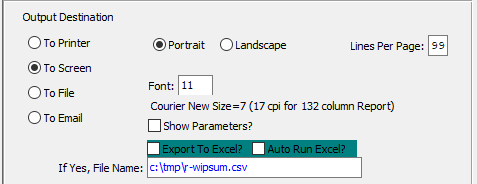 Output Destination
To Printer
Portrait Landscape Lines Per Page: 99
To Screen
To File
Font: 11
Courier New Size=7 (17 cpi for 132 column Report)
To Email
Show Parameters?
Export To Excel? Auto Run Excel?
If Yes, File Name: c:\tmp\r-wipsum.csv